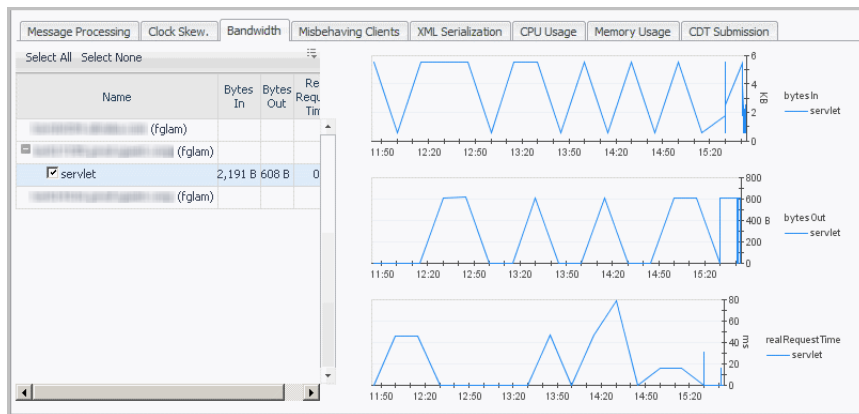 Message Processing Clock Skew. Bandwidth Misbehaving Clients XML Serialization CPU Usage Memory Usage CDT Submission
Select All Select None
Name Bytes In Bytes Out Re Requ Tim
(fglam)
(fglam)
servlet 2,191 B 608 B 0
(fglam)
6
4
2
0
KB
bytesIn
servlet
11:50 12:20 12:50 13:20 13:50 14:20 14:50 15:20
800
600
400 B
200
0
bytesOut
servlet
11:50 12:20 12:50 13:20 13:50 14:20 14:50 15:20
80
60
40
20
0
ms
realRequestTime
servlet
11:50 12:20 12:50 13:20 13:50 14:20 14:50 15:20